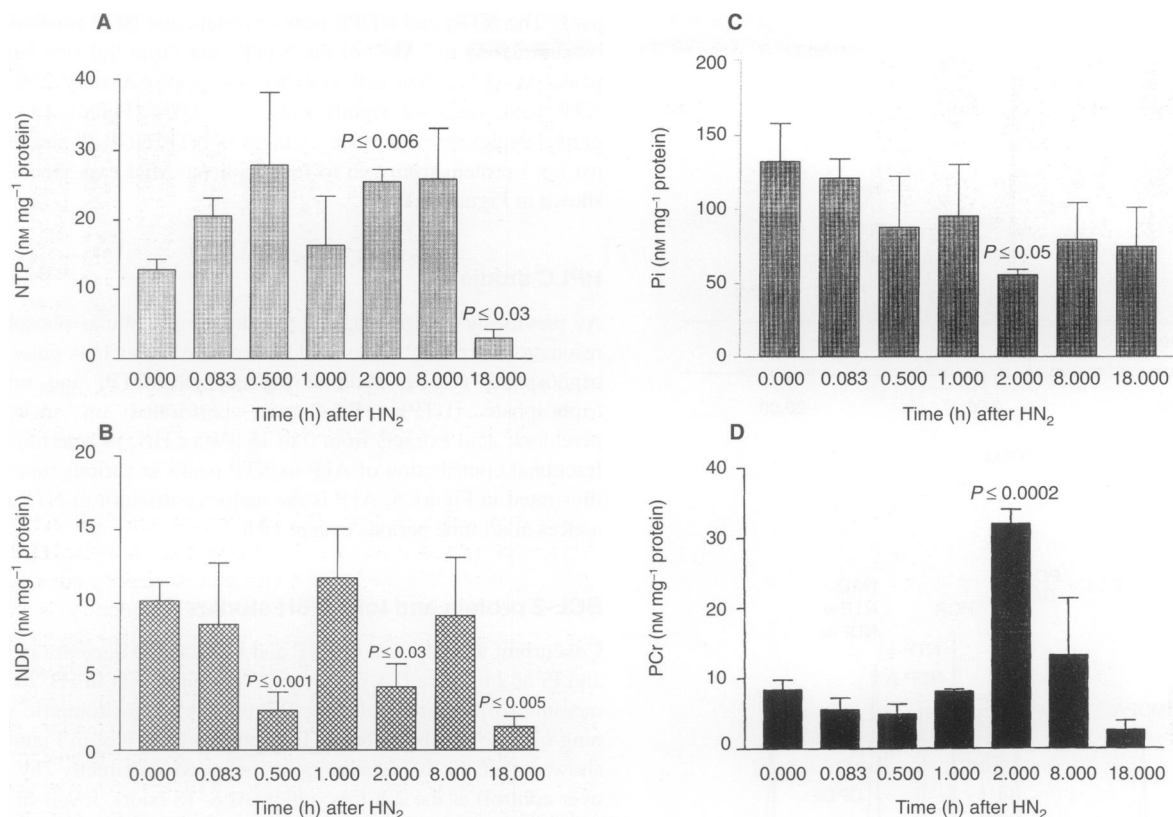 A
NTP (nM mg⁻¹ protein)
40
30
20
10
0
P ≤ 0.006
P ≤ 0.03
0.000 0.083 0.500 1.000 2.000 8.000 18.000
Time (h) after HN₂
B
NDP (nM mg⁻¹ protein)
20
15
10
5
0
P ≤ 0.001
P ≤ 0.03
P ≤ 0.005
0.000 0.083 0.500 1.000 2.000 8.000 18.000
Time (h) after HN₂
C
Pi (nM mg⁻¹ protein)
200
150
100
50
0
P ≤ 0.05
0.000 0.083 0.500 1.000 2.000 8.000 18.000
Time (h) after HN₂
D
PCr (nM mg⁻¹ protein)
40
30
20
10
0
P ≤ 0.0002
0.000 0.083 0.500 1.000 2.000 8.000 18.000
Time (h) after HN₂